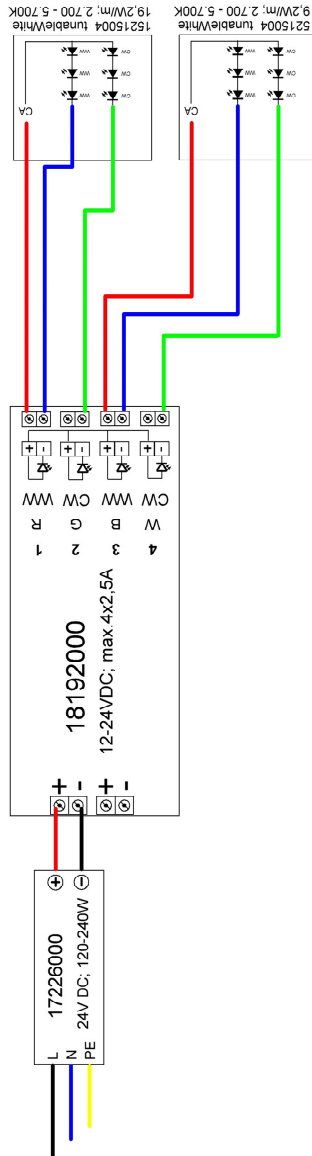 15215004 tunableWhite
19,2W/m; 2.700 - 5.700K
5215004 tunableWhite
9,2W/m; 2.700 - 5.700K
CA
WW
CW
WW
CW
WW
CW
CA
WW
CW
WW
CW
WW
CW
+ - + - + - + -
WW CW WW CW
R G B W
1 2 3 4
18192000
12-24VDC; max.4x2,5A
+ - + -
+ -
17226000
24V DC; 120-240W
L N PE